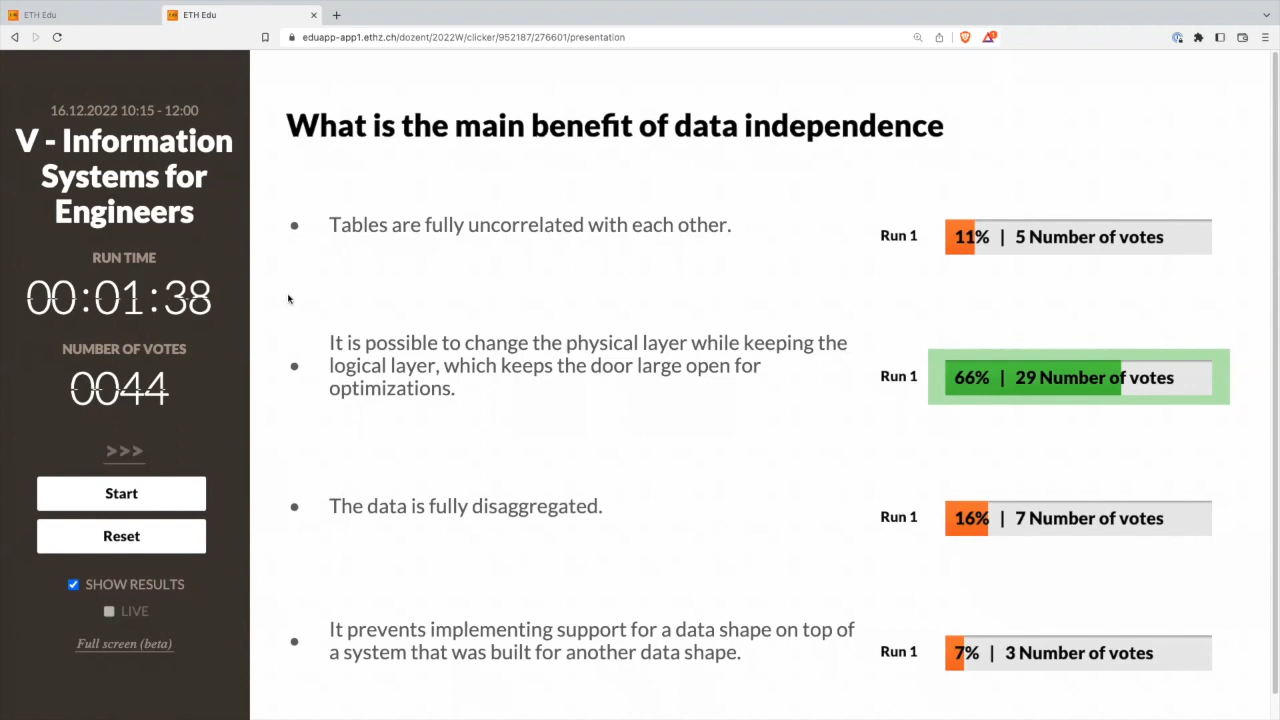 ETH Edu
ETH Edu
eduapp-app1.ethz.ch/dozent/2022W/clicker/952187/276601/presentation
16.12.2022 10:15 - 12:00
V - Information
Systems for
Engineers
RUN TIME
00:01:38
NUMBER OF VOTES
0044
>>>
Start
Reset
SHOW RESULTS
LIVE
Full screen (beta)
What is the main benefit of data independence
Tables are fully uncorrelated with each other.
Run 1
11% | 5 Number of votes
It is possible to change the physical layer while keeping the
logical layer, which keeps the door large open for
optimizations.
Run 1
66% | 29 Number of votes
The data is fully disaggregated.
Run 1
16% | 7 Number of votes
It prevents implementing support for a data shape on top of
a system that was built for another data shape.
Run 1
7% | 3 Number of votes